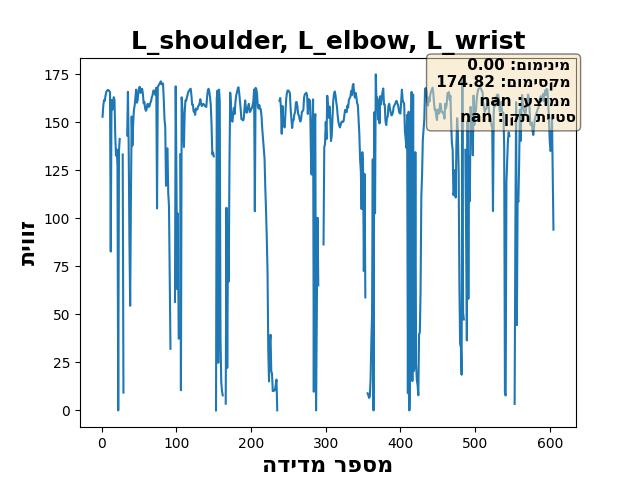 L_shoulder, L_elbow, L_wrist
מינימום: 0.00
מקסימום: 174.82
ממוצע: nan
סטיית תקן: nan
175
150
125
100
75
50
25
0
זווית
0 100 200 300 400 500 600
מספר מדידה